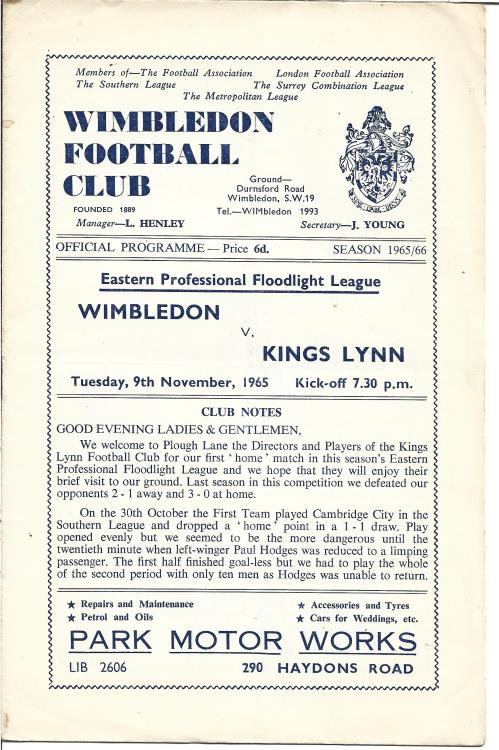 Members of—The Football Association London Football Association
The Southern League The Surrey Combination League
The Metropolitan League
WIMBLEDON
FOOTBALL
CLUB
FOUNDED 1889
Manager—L. HENLEY
Ground—
Durnsford Road
Wimbledon, S.W.19
Tel.—WIMbledon 1993
Secretary—J. YOUNG
OFFICIAL PROGRAMME — Price 6d. SEASON 1965/66
Eastern Professional Floodlight League
WIMBLEDON
v.
KINGS LYNN
Tuesday, 9th November, 1965 Kick-off 7.30 p.m.
CLUB NOTES
GOOD EVENING LADIES & GENTLEMEN,
We welcome to Plough Lane the Directors and Players of the Kings
Lynn Football Club for our first ‘ home ’ match in this season's Eastern
Professional Floodlight League and we hope that they will enjoy their
brief visit to our ground. Last season in this competition we defeated our
opponents 2 - 1 away and 3 - 0 at home.
On the 30th October the First Team played Cambridge City in the
Southern League and dropped a ‘ home ’ point in a 1 - 1 draw. Play
opened evenly but we seemed to be the more dangerous until the
twentieth minute when left-winger Paul Hodges was reduced to a limping
passenger. The first half finished goal-less but we had to play the whole
of the second period with only ten men as Hodges was unable to return.
★ Repairs and Maintenance ★ Accessories and Tyres
★ Petrol and Oils ★ Cars for Weddings, etc.
PARK MOTOR WORKS
LIB 2606 290 HAYDONS ROAD